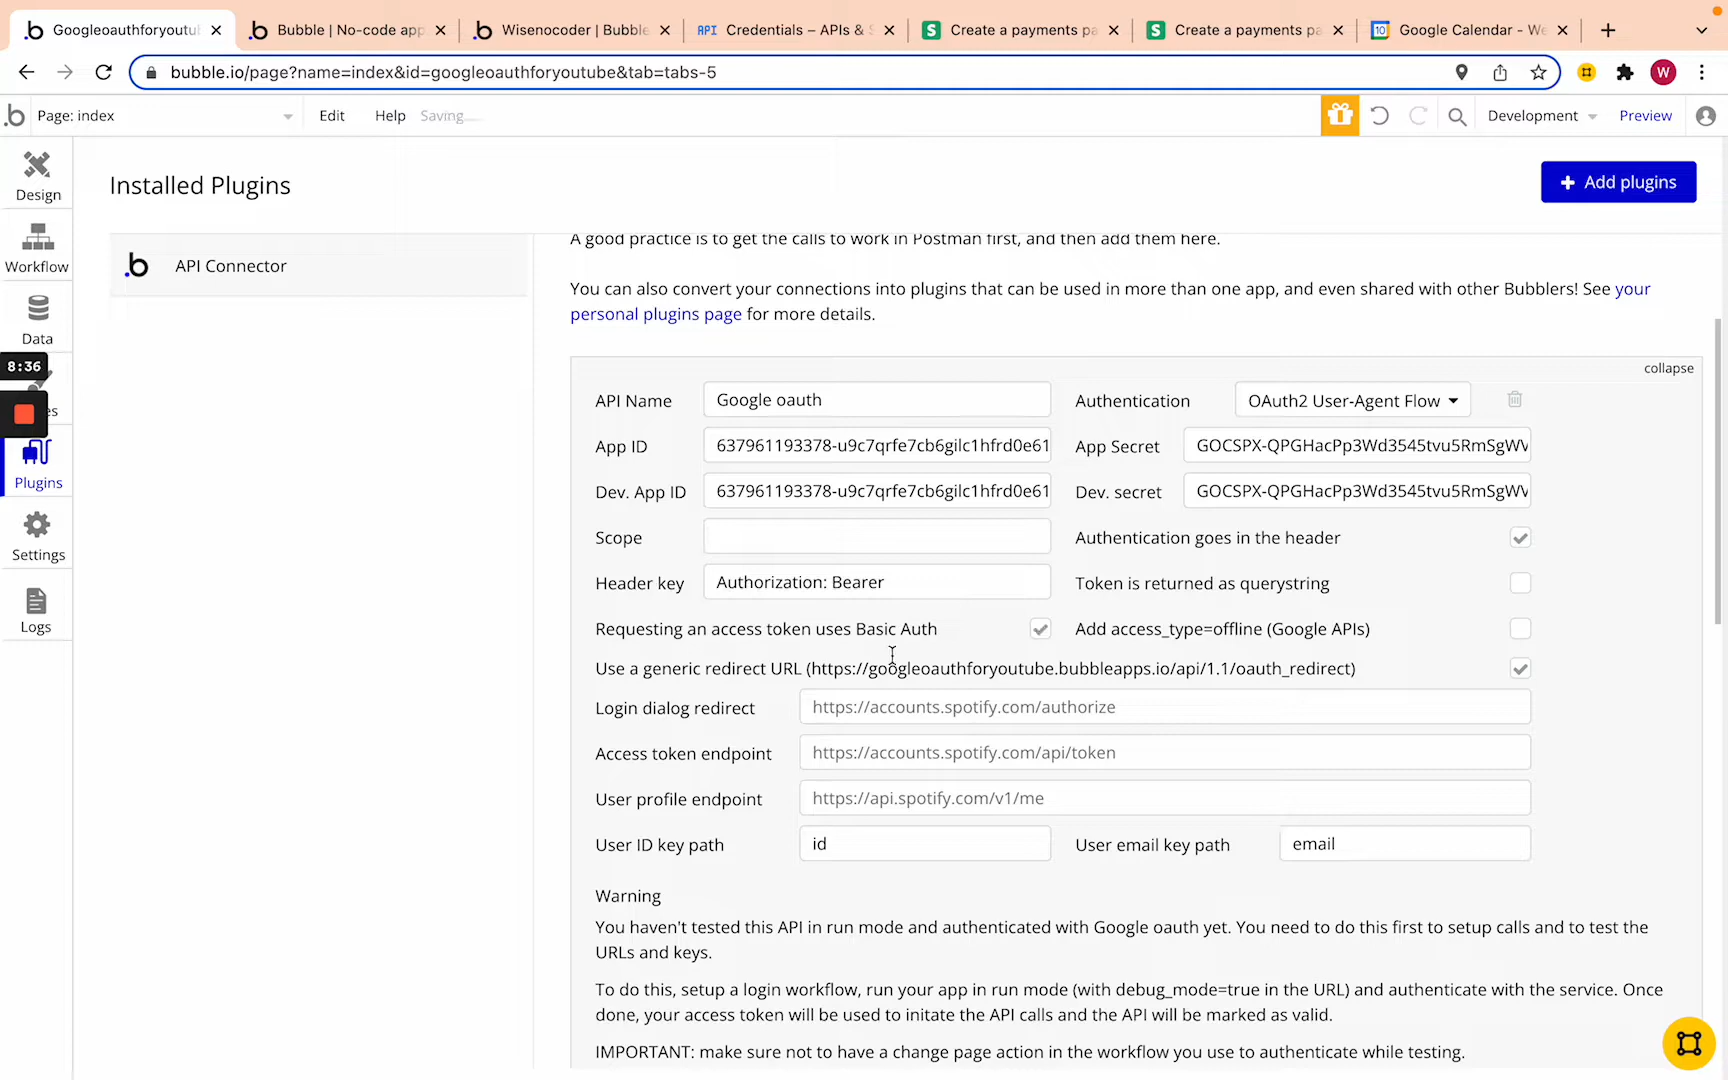 Googleoauthforyoutu
Bubble | No-code app
Wisenocoder | Bubble
API Credentials – APIs & S
Create a payments pa
Create a payments pa
Google Calendar - We
bubble.io/page?name=index&id=googleoauthforyoutube&tab=tabs-5
W
Page: index
Edit
Help
Saving...
Development
Preview
Design
Workflow
Data
8:36
es
Plugins
Settings
Logs
Installed Plugins
+ Add plugins
API Connector
A good practice is to get the calls to work in Postman first, and then add them here.
You can also convert your connections into plugins that can be used in more than one app, and even shared with other Bubblers! See your
personal plugins page for more details.
collapse
API Name Google oauth Authentication OAuth2 User-Agent Flow
App ID 637961193378-u9c7qrfe7cb6gilc1hfrd0e61 App Secret GOCSPX-QPGHacPp3Wd3545tvu5RmSgWV
Dev. App ID 637961193378-u9c7qrfe7cb6gilc1hfrd0e61 Dev. secret GOCSPX-QPGHacPp3Wd3545tvu5RmSgWV
Scope Authentication goes in the header
Header key Authorization: Bearer Token is returned as querystring
Requesting an access token uses Basic Auth Add access_type=offline (Google APIs)
Use a generic redirect URL (https://googleoauthforyoutube.bubbleapps.io/api/1.1/oauth_redirect)
Login dialog redirect https://accounts.spotify.com/authorize
Access token endpoint https://accounts.spotify.com/api/token
User profile endpoint https://api.spotify.com/v1/me
User ID key path id User email key path email
Warning
You haven't tested this API in run mode and authenticated with Google oauth yet. You need to do this first to setup calls and to test the
URLs and keys.
To do this, setup a login workflow, run your app in run mode (with debug_mode=true in the URL) and authenticate with the service. Once
done, your access token will be used to initate the API calls and the API will be marked as valid.
IMPORTANT: make sure not to have a change page action in the workflow you use to authenticate while testing.